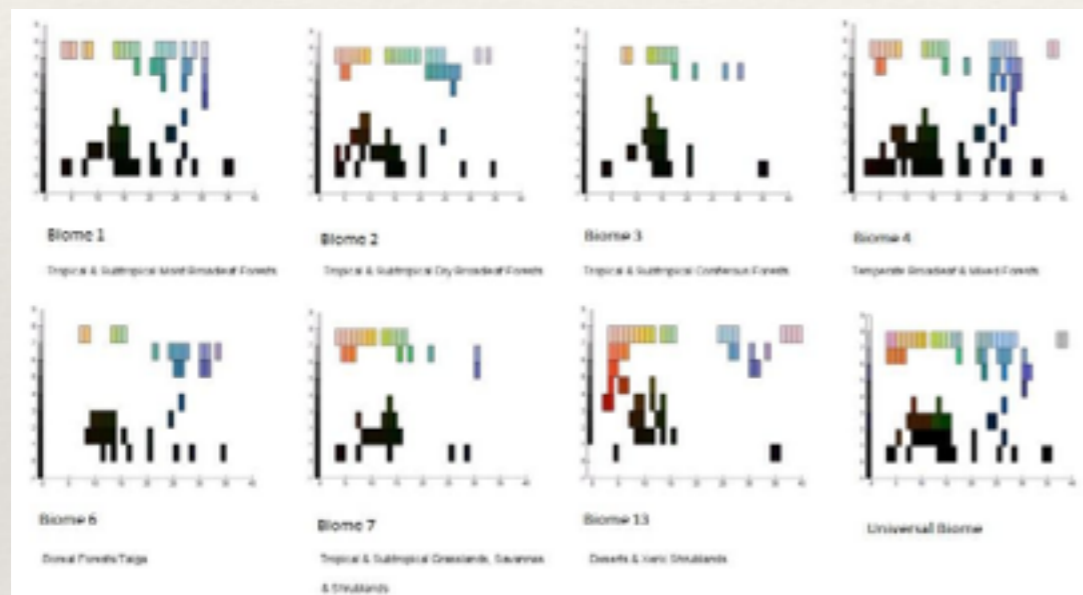 Biome 1
Tropical & Subtropical Moist Broadleaf Forests
Biome 2
Tropical & Subtropical Dry Broadleaf Forests
Biome 3
Tropical & Subtropical Coniferous Forests
Biome 4
Temperate Broadleaf & Mixed Forests
Biome 6
Boreal Forests/Taiga
Biome 7
Tropical & Subtropical Grasslands, Savannas
& Shrublands
Biome 13
Deserts & Xeric Shrublands
Universal Biome